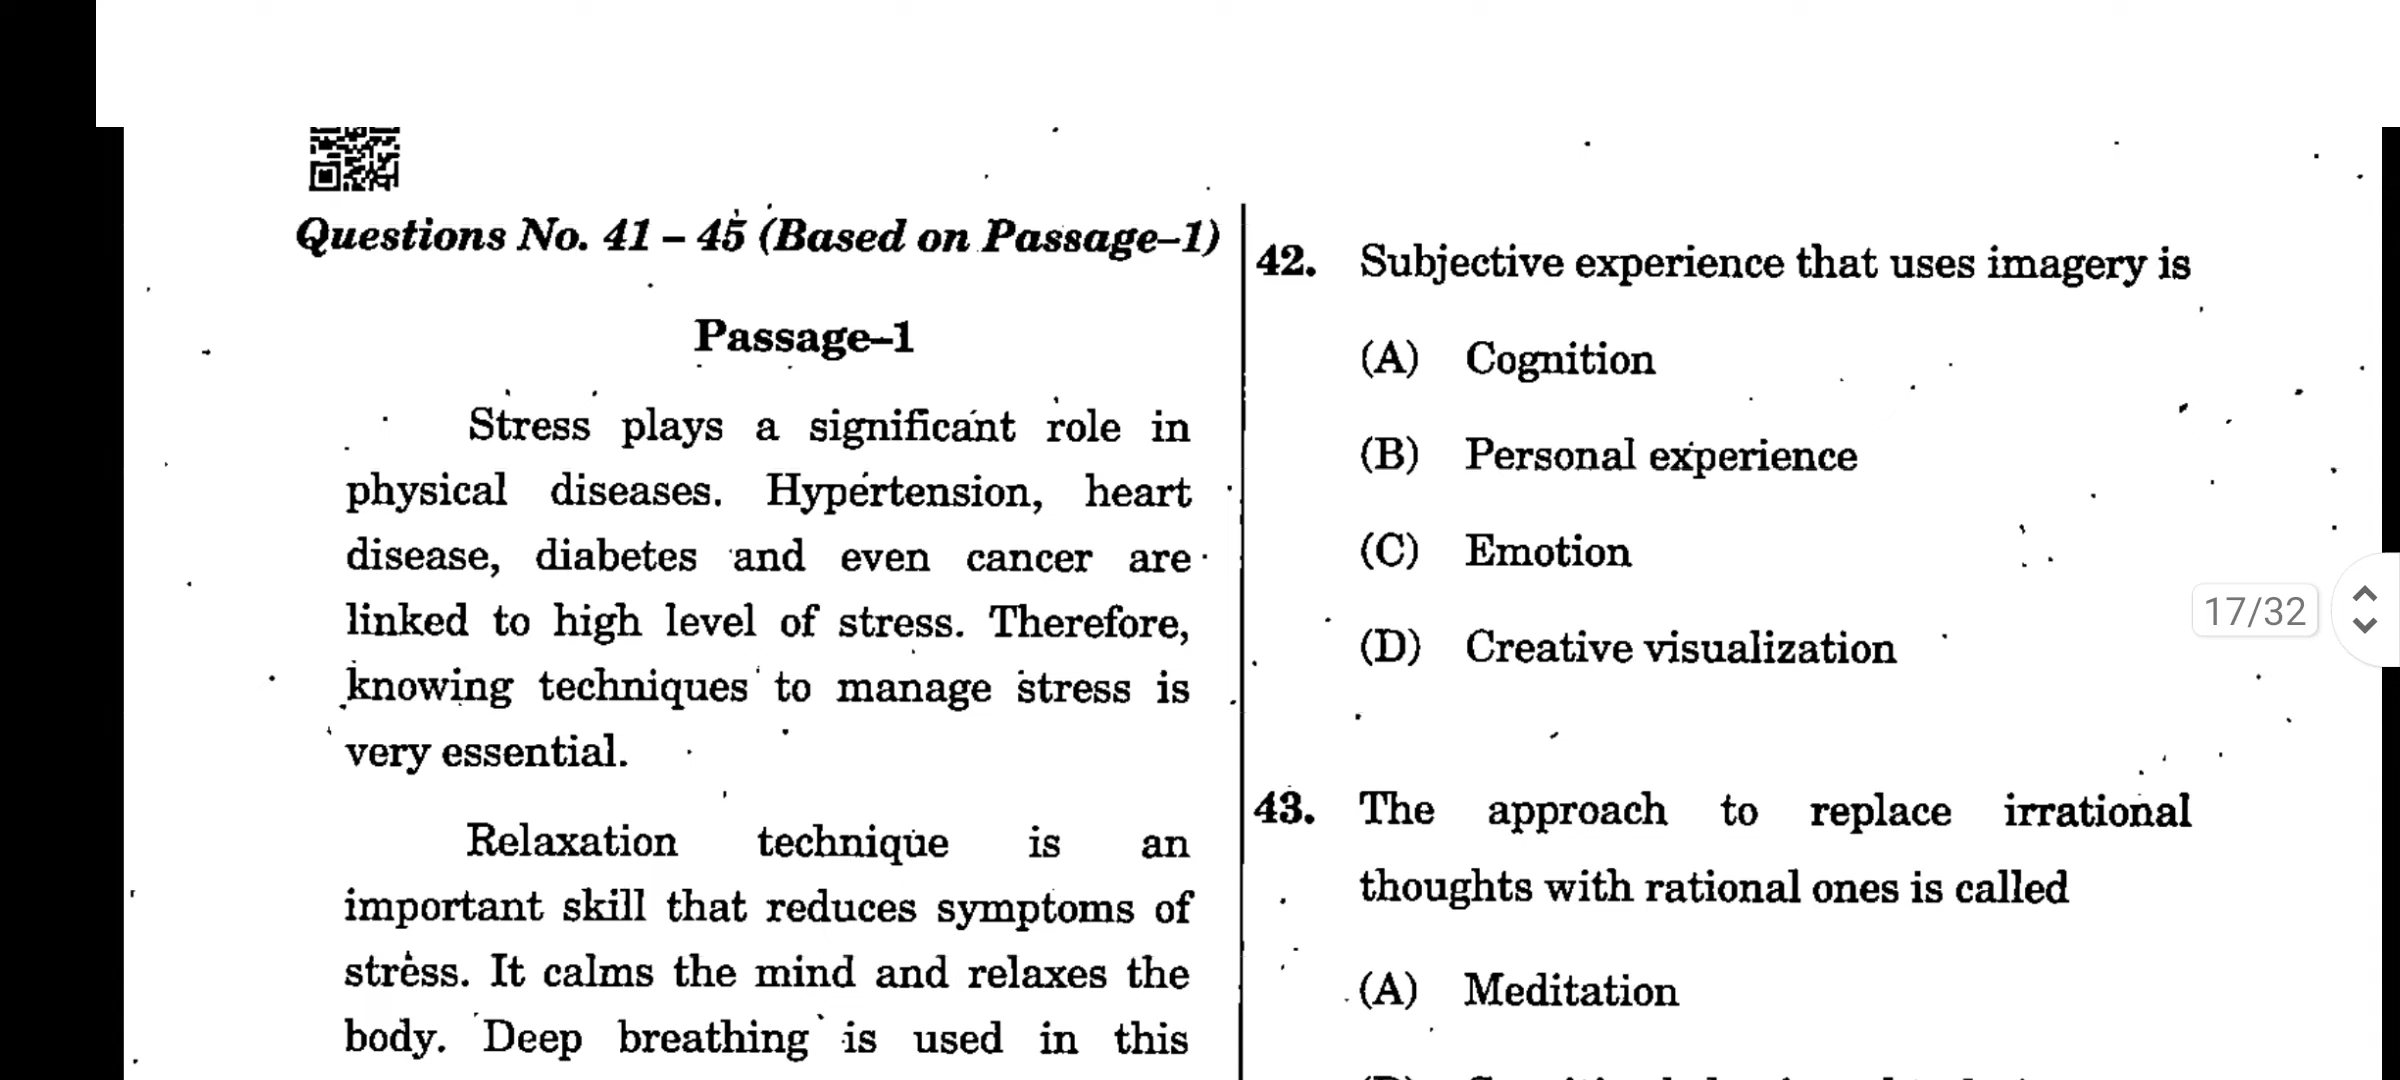 Questions No. 41 – 45 (Based on Passage–1)
Passage–1
Stress plays a significant role in
physical diseases. Hypertension, heart
disease, diabetes and even cancer are
linked to high level of stress. Therefore,
knowing techniques to manage stress is
very essential.
Relaxation technique is an
important skill that reduces symptoms of
stress. It calms the mind and relaxes the
body. Deep breathing is used in this
42. Subjective experience that uses imagery is
(A) Cognition
(B) Personal experience
(C) Emotion
(D) Creative visualization
43. The approach to replace irrational
thoughts with rational ones is called
(A) Meditation
17/32